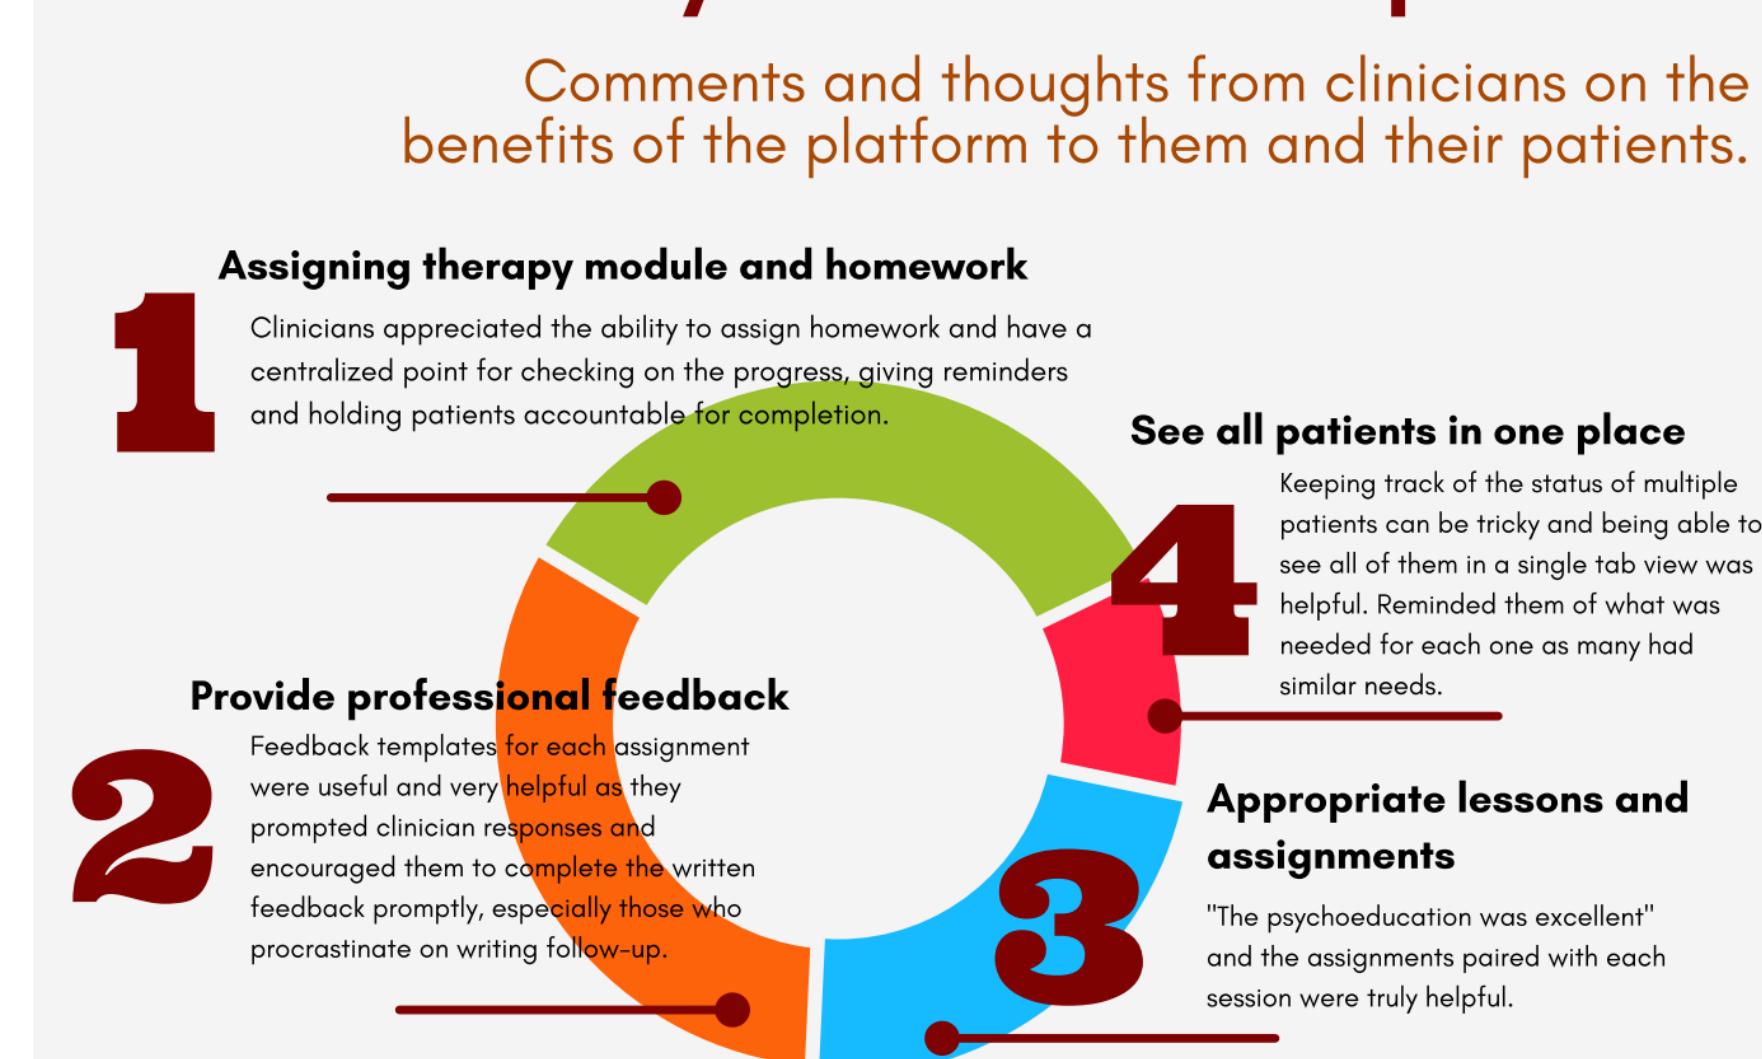 Comments and thoughts from clinicians on the
benefits of the platform to them and their patients.
Assigning therapy module and homework
1
Clinicians appreciated the ability to assign homework and have a
centralized point for checking on the progress, giving reminders
and holding patients accountable for completion.
See all patients in one place
4
Keeping track of the status of multiple
patients can be tricky and being able to
see all of them in a single tab view was
helpful. Reminded them of what was
needed for each one as many had
similar needs.
Provide professional feedback
2
Feedback templates for each assignment
were useful and very helpful as they
prompted clinician responses and
encouraged them to complete the written
feedback promptly, especially those who
procrastinate on writing follow-up.
Appropriate lessons and
assignments
3
"The psychoeducation was excellent"
and the assignments paired with each
session were truly helpful.